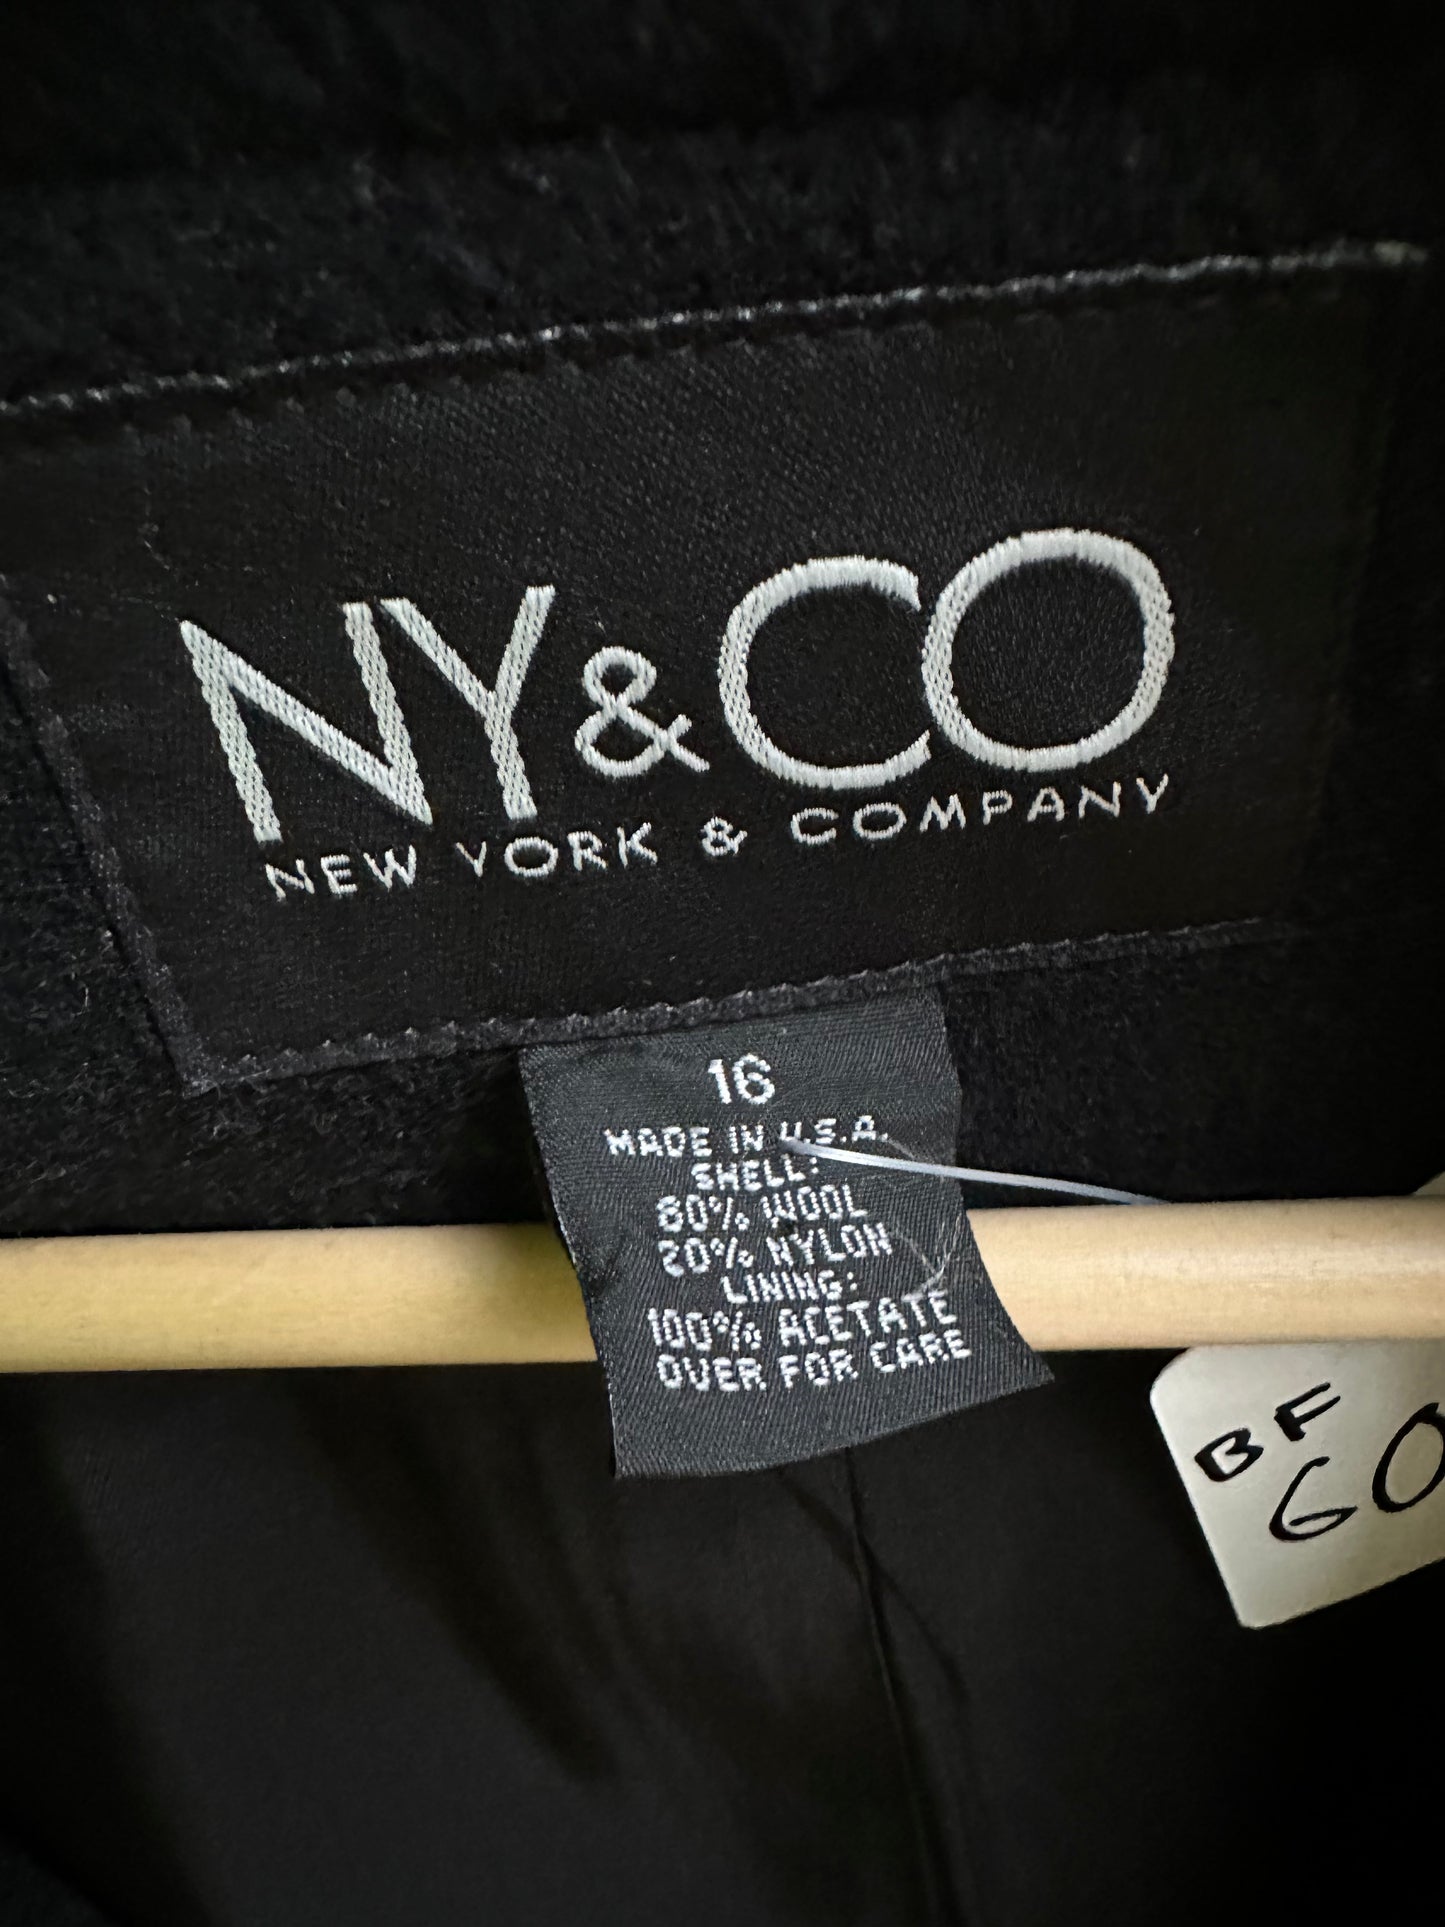 NY&CO
NEW YORK & COMPANY
16
MADE IN U.S.A.
SHELL:
80% WOOL
20% NYLON
LINING:
100% ACETATE
OVER FOR CARE
BF
60